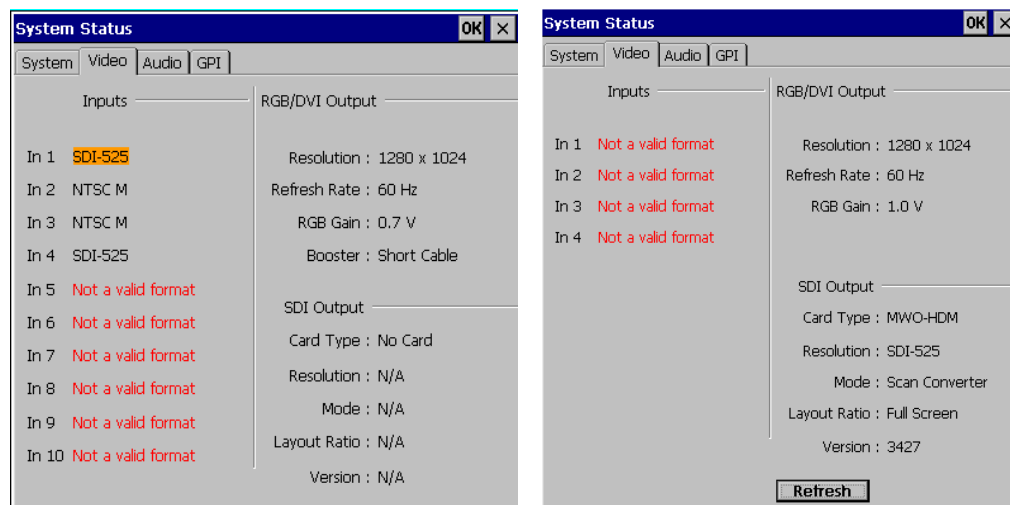 System Status OK ×
System Video Audio GPI
Inputs
In 1 SDI-525
In 2 NTSC M
In 3 NTSC M
In 4 SDI-525
In 5 Not a valid format
In 6 Not a valid format
In 7 Not a valid format
In 8 Not a valid format
In 9 Not a valid format
In 10 Not a valid format
RGB/DVI Output
Resolution : 1280 x 1024
Refresh Rate : 60 Hz
RGB Gain : 0.7 V
Booster : Short Cable
SDI Output
Card Type : No Card
Resolution : N/A
Mode : N/A
Layout Ratio : N/A
Version : N/A
System Status OK ×
System Video Audio GPI
Inputs
In 1 Not a valid format
In 2 Not a valid format
In 3 Not a valid format
In 4 Not a valid format
RGB/DVI Output
Resolution : 1280 x 1024
Refresh Rate : 60 Hz
RGB Gain : 1.0 V
SDI Output
Card Type : MWO-HDM
Resolution : SDI-525
Mode : Scan Converter
Layout Ratio : Full Screen
Version : 3427
Refresh